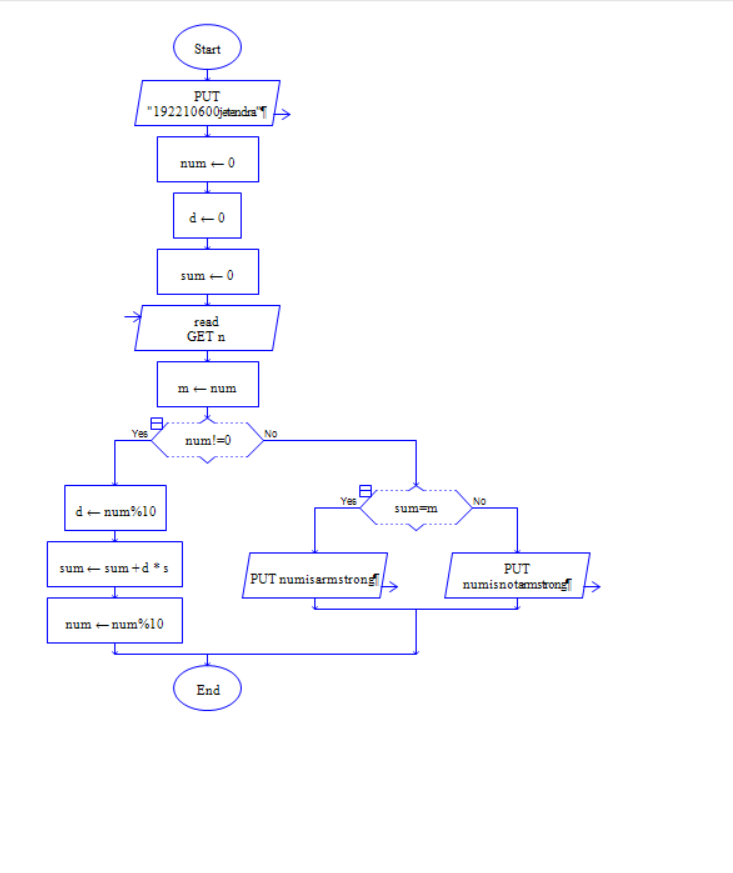 Start
PUT
"192210600jetendra"¶
num ← 0
d ← 0
sum ← 0
read
GET n
m ← num
Yes
num!=0
No
d ← num%10
sum ← sum+d * s
num ← num%10
Yes
sum=m
No
PUT numisarmstrong¶
PUT
numisnotarmstrong¶
End